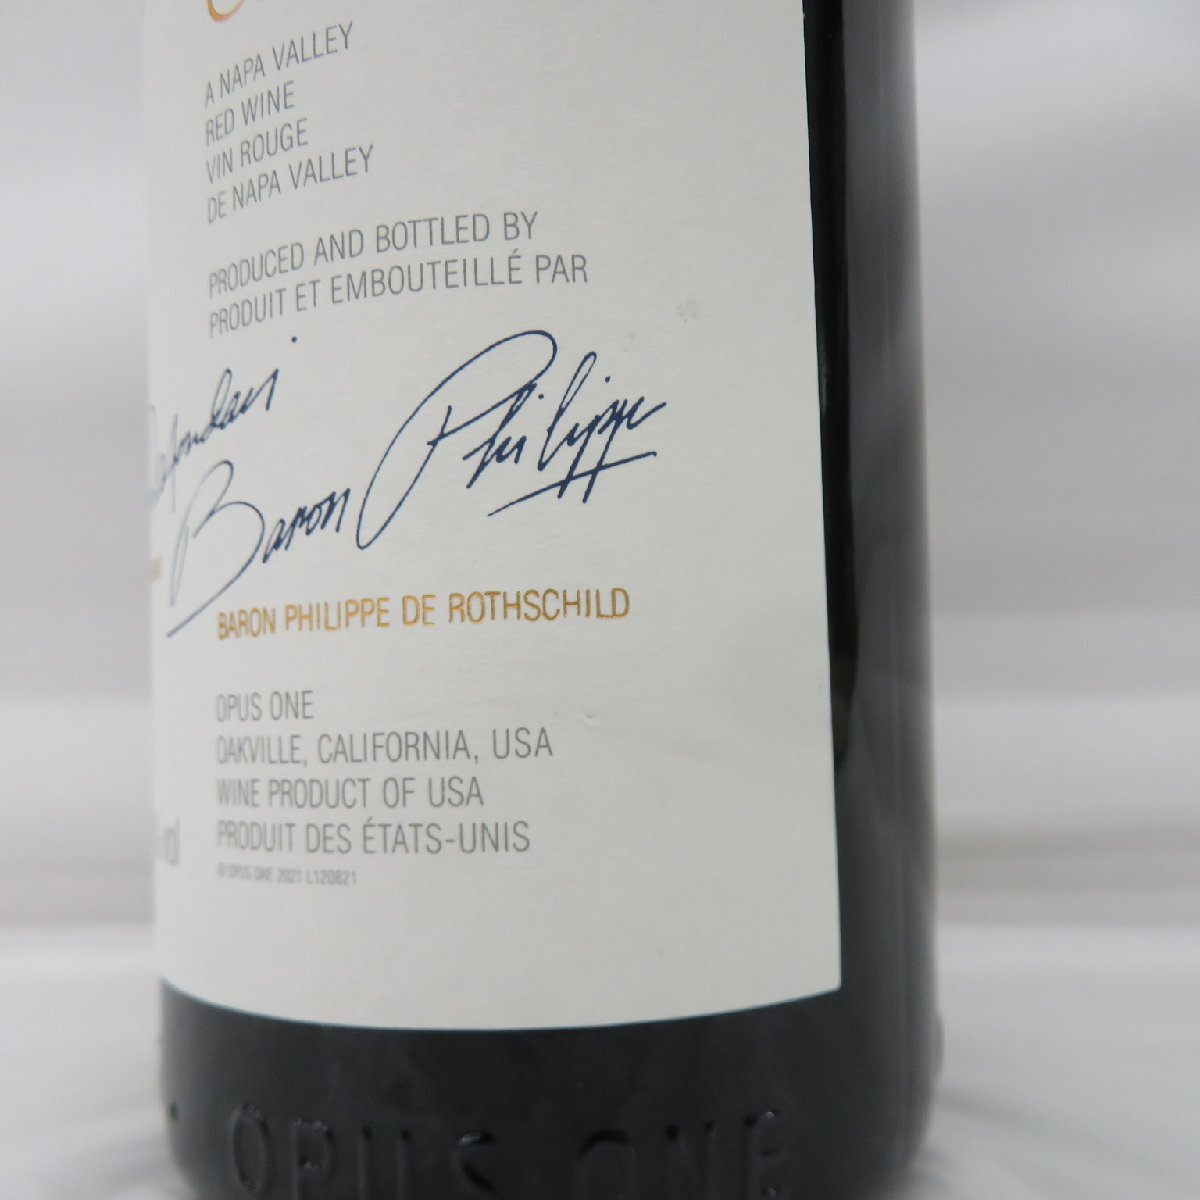 A NAPA VALLEY
RED WINE
VIN ROUGE
DE NAPA VALLEY
PRODUCED AND BOTTLED BY
PRODUIT ET EMBOUTEILLÉ PAR
Baron Philippe
BARON PHILIPPE DE ROTHSCHILD
OPUS ONE
OAKVILLE, CALIFORNIA, USA
WINE PRODUCT OF USA
PRODUIT DES ÉTATS-UNIS
vol
© OPUS ONE 2021 L120821
OPUS ONE